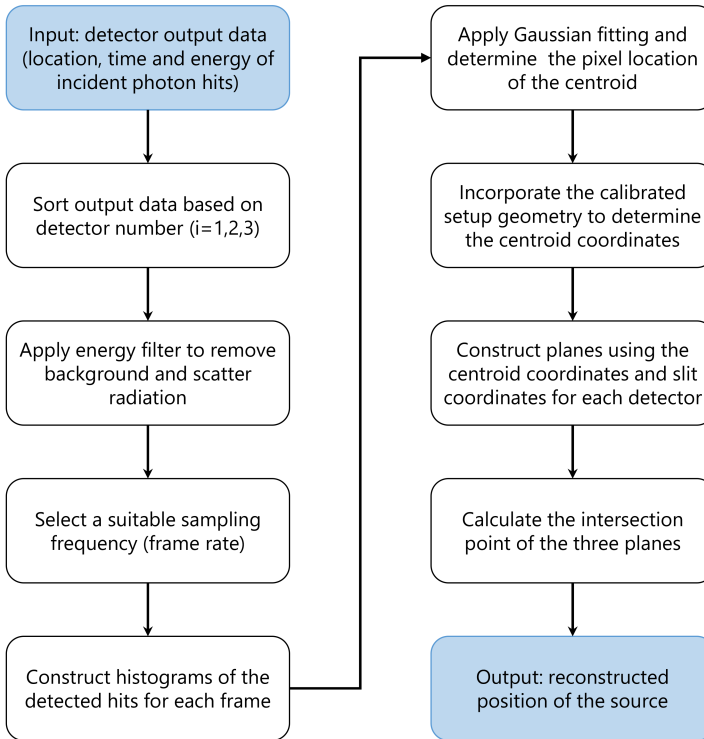 Input: detector output data
(location, time and energy of
incident photon hits)
Sort output data based on
detector number (i=1,2,3)
Apply energy filter to remove
background and scatter
radiation
Select a suitable sampling
frequency (frame rate)
Construct histograms of the
detected hits for each frame
Apply Gaussian fitting and
determine the pixel location
of the centroid
Incorporate the calibrated
setup geometry to determine
the centroid coordinates
Construct planes using the
centroid coordinates and slit
coordinates for each detector
Calculate the intersection
point of the three planes
Output: reconstructed
position of the source